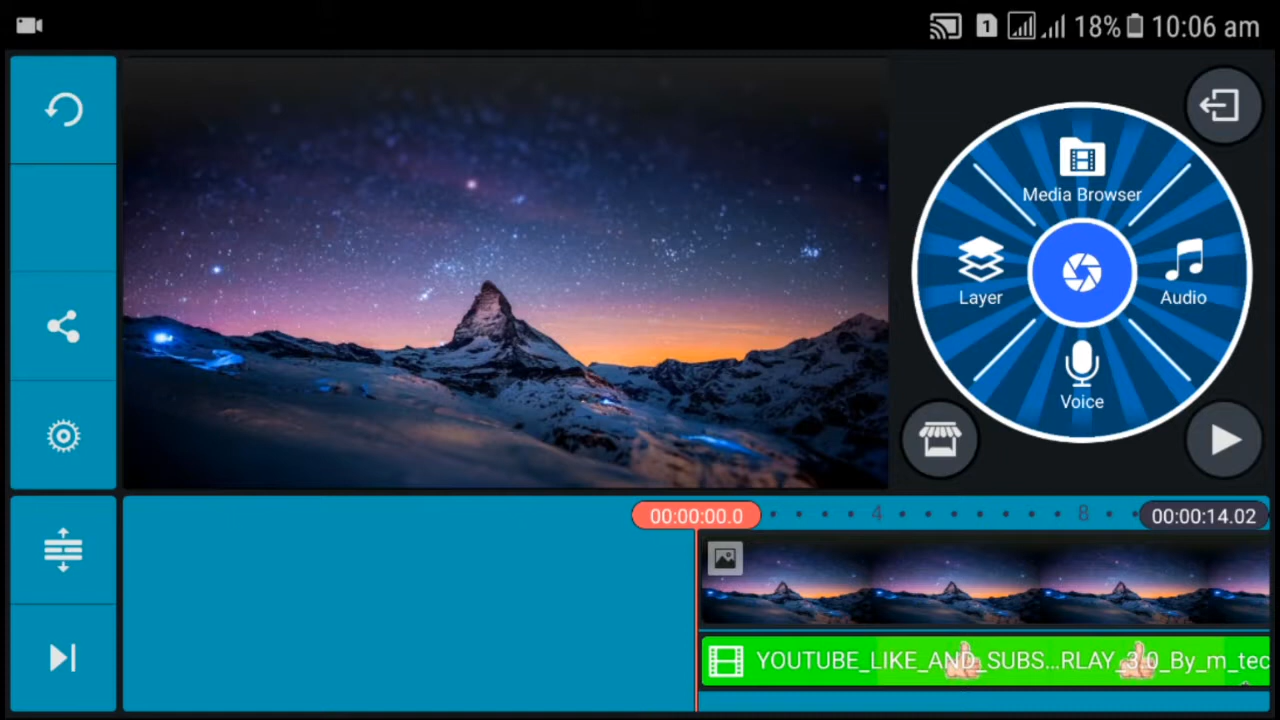 1 18% 10:06 am
Media Browser
Layer
Audio
Voice
00:00:00.0 4 8 00:00:14.02
YOUTUBE_LIKE_AND_SUBS...RLAY_3.0_By_m_tec